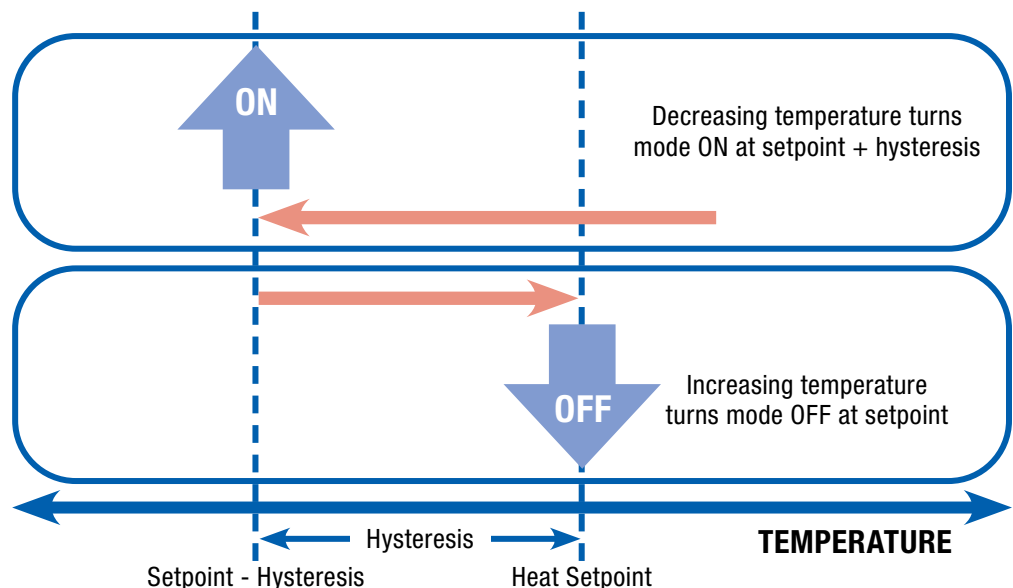 ON
Decreasing temperature turns
mode ON at setpoint + hysteresis
OFF
Increasing temperature
turns mode OFF at setpoint
Hysteresis
TEMPERATURE
Setpoint - Hysteresis
Heat Setpoint